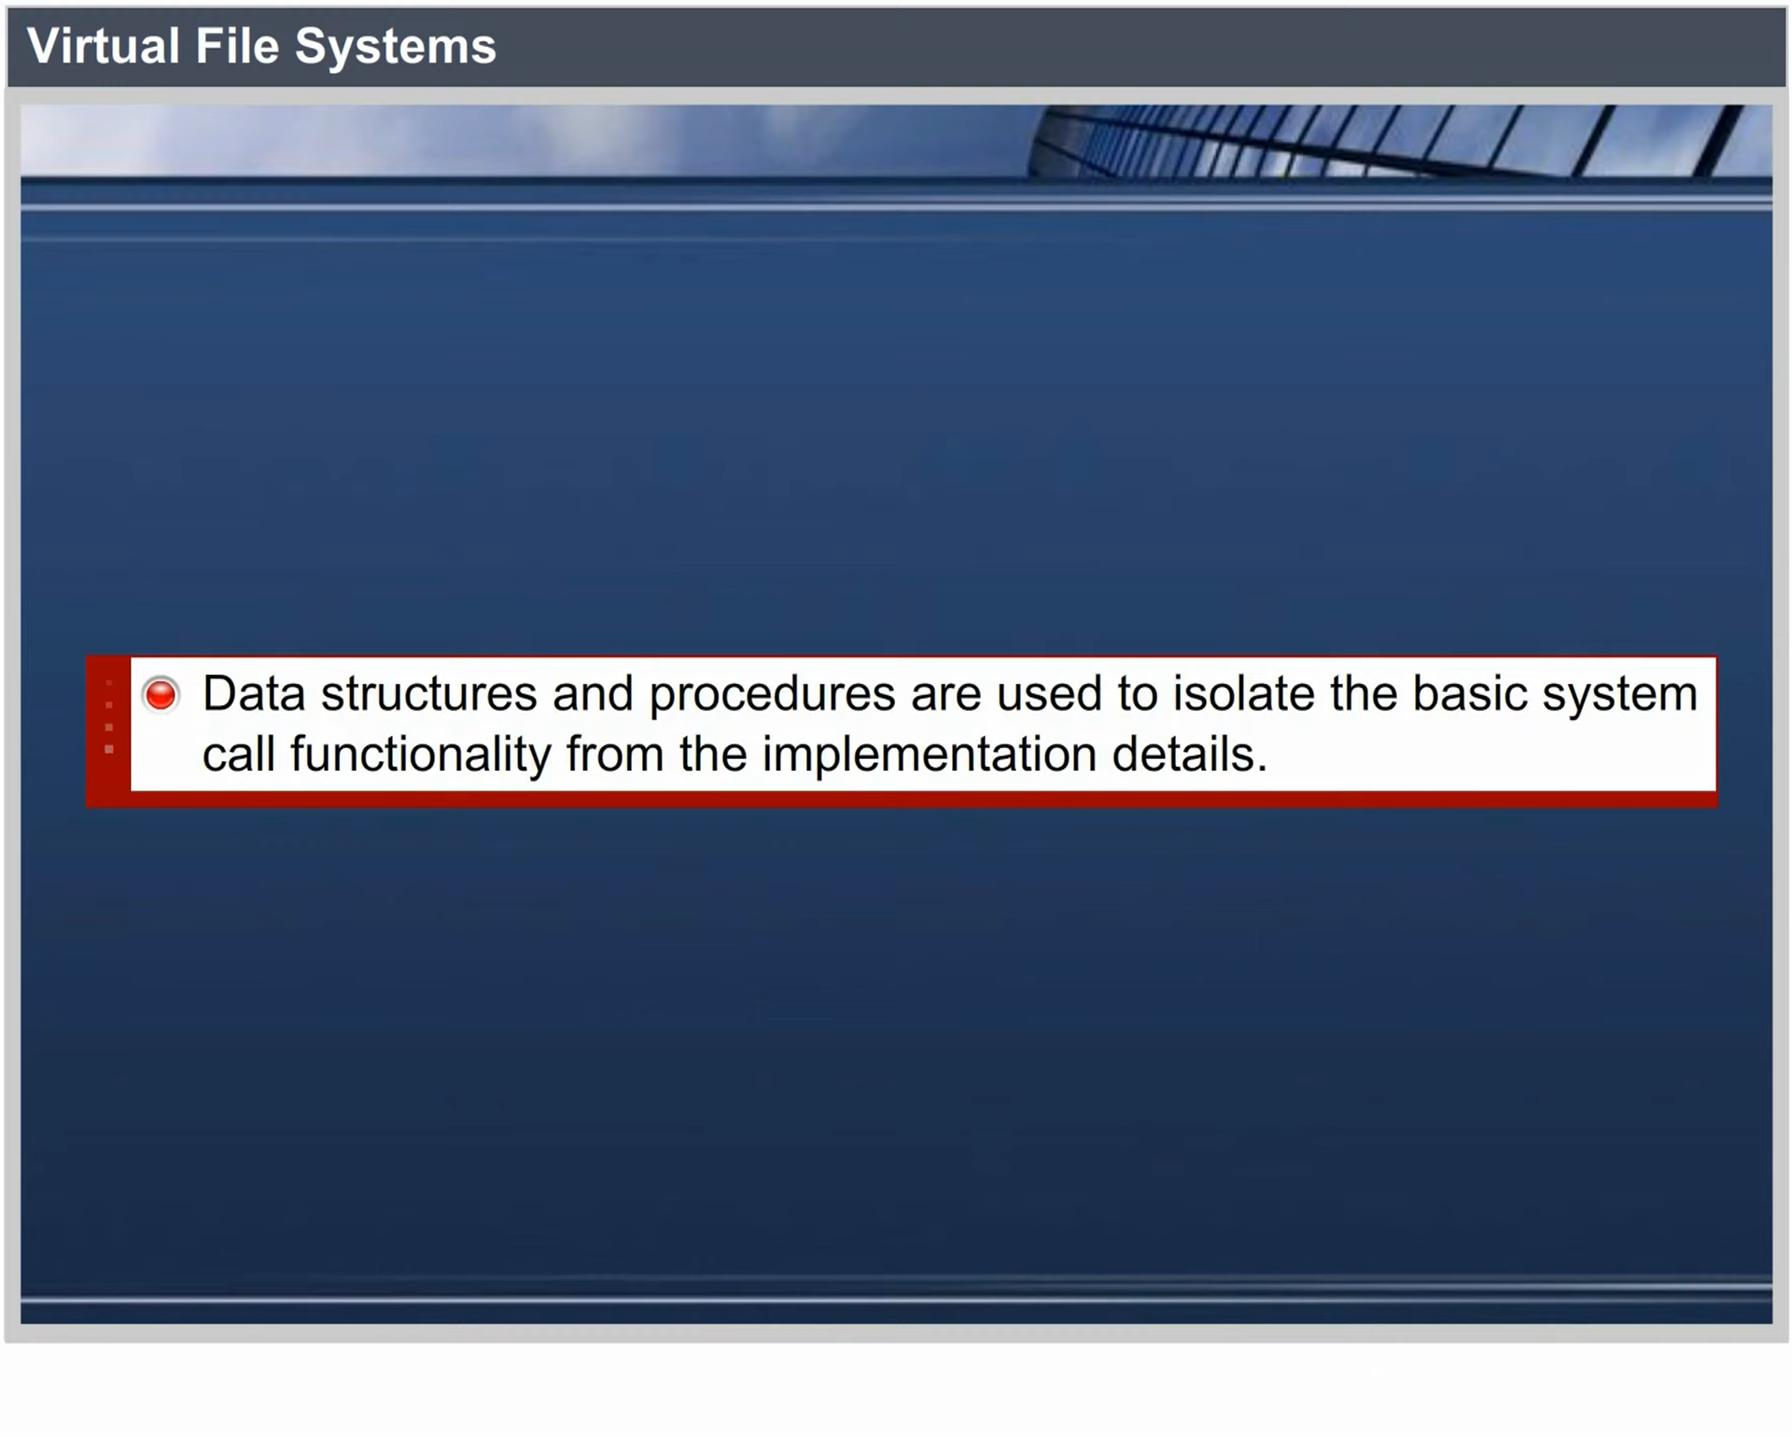 Virtual File Systems
Data structures and procedures are used to isolate the basic system
call functionality from the implementation details.